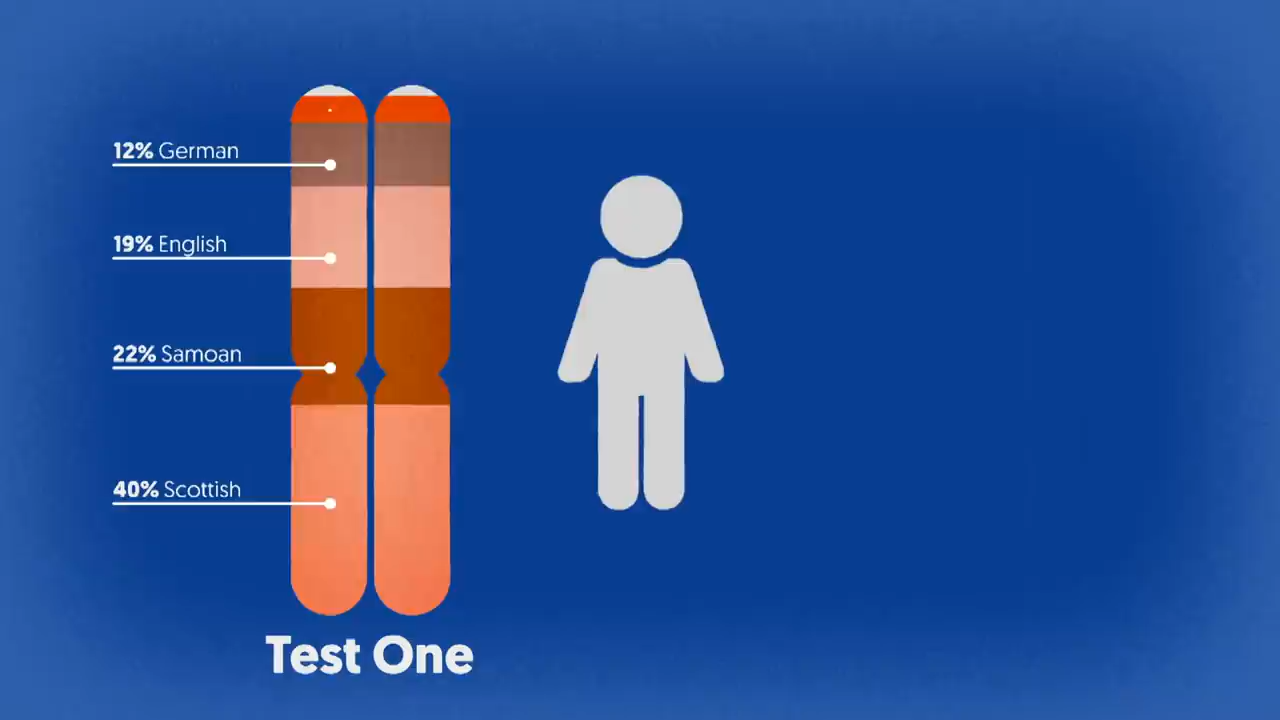 12% German
19% English
22% Samoan
40% Scottish
Test One